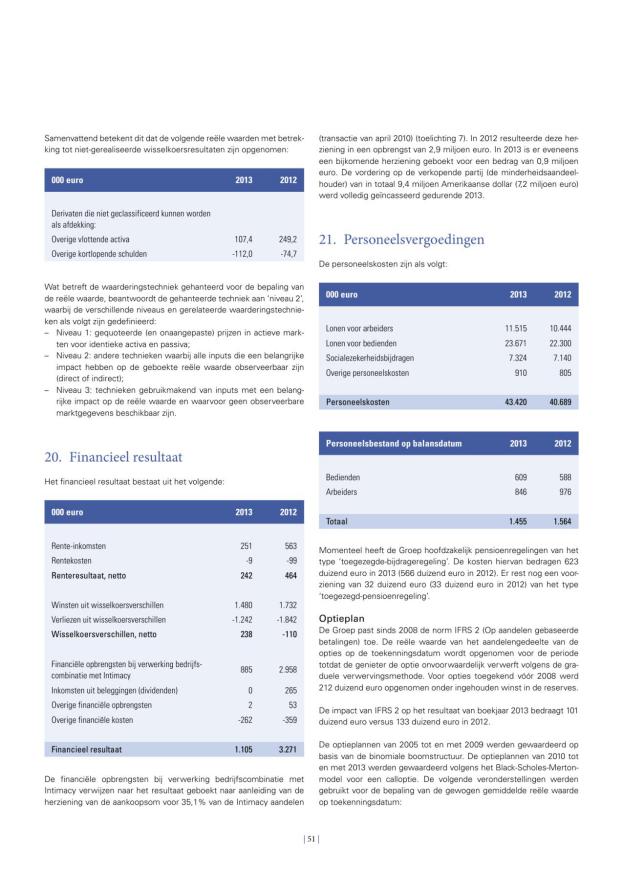 Samenvattend betekent dit dat de volgende reële waarden met betrek-
king tot niet-gerealiseerde wisselkoersresultaten zijn opgenomen:
000 euro 2013 2012
Derivaten die niet geclassificeerd kunnen worden
als afdekking:
Overige vlottende activa 107,4 249,2
Overige kortlopende schulden -112,0 -74,7
Wat betreft de waarderingstechniek gehanteerd voor de bepaling van
de reële waarde, beantwoordt de gehanteerde techniek aan ‘niveau 2’,
waarbij de verschillende niveaus en gerelateerde waarderingstechnie-
ken als volgt zijn gedefinieerd:
– Niveau 1: gequoteerde (en onaangepaste) prijzen in actieve mark-
ten voor identieke activa en passiva;
– Niveau 2: andere technieken waarbij alle inputs die een belangrijke
impact hebben op de geboekte reële waarde observeerbaar zijn
(direct of indirect);
– Niveau 3: technieken gebruikmakend van inputs met een belang-
rijke impact op de reële waarde en waarvoor geen observeerbare
marktgegevens beschikbaar zijn.
20. Financieel resultaat
Het financieel resultaat bestaat uit het volgende:
000 euro 2013 2012
Rente-inkomsten 251 563
Rentekosten -9 -99
Renteresultaat, netto 242 464
Winsten uit wisselkoersverschillen 1.480 1.732
Verliezen uit wisselkoersverschillen -1.242 -1.842
Wisselkoersverschillen, netto 238 -110
Financiële opbrengsten bij verwerking bedrijfs-
combinatie met Intimacy 885 2.958
Inkomsten uit beleggingen (dividenden) 0 265
Overige financiële opbrengsten 2 53
Overige financiële kosten -262 -359
Financieel resultaat 1.105 3.271
De financiële opbrengsten bij verwerking bedrijfscombinatie met
Intimacy verwijzen naar het resultaat geboekt naar aanleiding van de
herziening van de aankoopsom voor 35,1% van de Intimacy aandelen
(transactie van april 2010) (toelichting 7). In 2012 resulteerde deze her-
ziening in een opbrengst van 2,9 miljoen euro. In 2013 is er eveneens
een bijkomende herziening geboekt voor een bedrag van 0,9 miljoen
euro. De vordering op de verkopende partij (de minderheidsaandeel-
houder) van in totaal 9,4 miljoen Amerikaanse dollar (7,2 miljoen euro)
werd volledig geïncasseerd gedurende 2013.
21. Personeelsvergoedingen
De personeelskosten zijn als volgt:
000 euro 2013 2012
Lonen voor arbeiders 11.515 10.444
Lonen voor bedienden 23.671 22.300
Socialezekerheidsbijdragen 7.324 7.140
Overige personeelskosten 910 805
Personeelskosten 43.420 40.689
Personeelsbestand op balansdatum 2013 2012
Bedienden 609 588
Arbeiders 846 976
Totaal 1.455 1.564
Momenteel heeft de Groep hoofdzakelijk pensioenregelingen van het
type ‘toegezegde-bijdrageregeling’. De kosten hiervan bedragen 623
duizend euro in 2013 (566 duizend euro in 2012). Er rest nog een voor-
ziening van 32 duizend euro (33 duizend euro in 2012) van het type
‘toegezegd-pensioenregeling’.
Optieplan
De Groep past sinds 2008 de norm IFRS 2 (Op aandelen gebaseerde
betalingen) toe. De reële waarde van het aandelengedeelte van de
opties op de toekenningsdatum wordt opgenomen voor de periode
totdat de genieter de optie onvoorwaardelijk verwerft volgens de gra-
duele verwervingsmethode. Voor opties toegekend vóór 2008 werd
212 duizend euro opgenomen onder ingehouden winst in de reserves.
De impact van IFRS 2 op het resultaat van boekjaar 2013 bedraagt 101
duizend euro versus 133 duizend euro in 2012.
De optieplannen van 2005 tot en met 2009 werden gewaardeerd op
basis van de binomiale boomstructuur. De optieplannen van 2010 tot
en met 2013 werden gewaardeerd volgens het Black-Scholes-Merton-
model voor een calloptie. De volgende veronderstellingen werden
gebruikt voor de bepaling van de gewogen gemiddelde reële waarde
op toekenningsdatum:
| 51 |